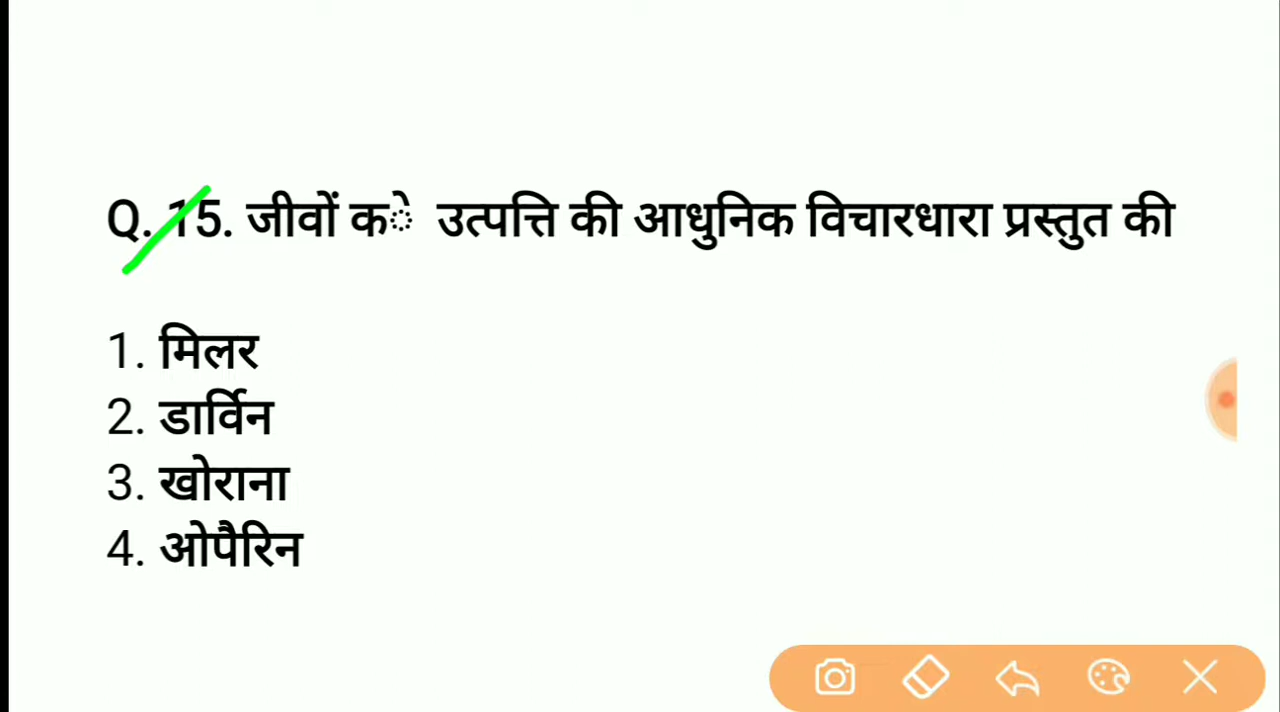 Q. 15. जीवों क​े उत्पत्ति की आधुनिक विचारधारा प्रस्तुत की
1. मिलर
2. डार्विन
3. खोराना
4. ओपैरिन